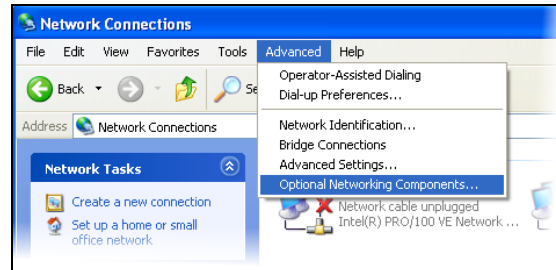 Network Connections
File Edit View Favorites Tools Advanced Help
Back
Se
Address Network Connections
Operator-Assisted Dialing
Dial-up Preferences...
Network Identification...
Bridge Connections
Advanced Settings...
Optional Networking Components...
Network Tasks
Create a new connection
Set up a home or small
office network
Network cable unplugged
Intel(R) PRO/100 VE Network ...